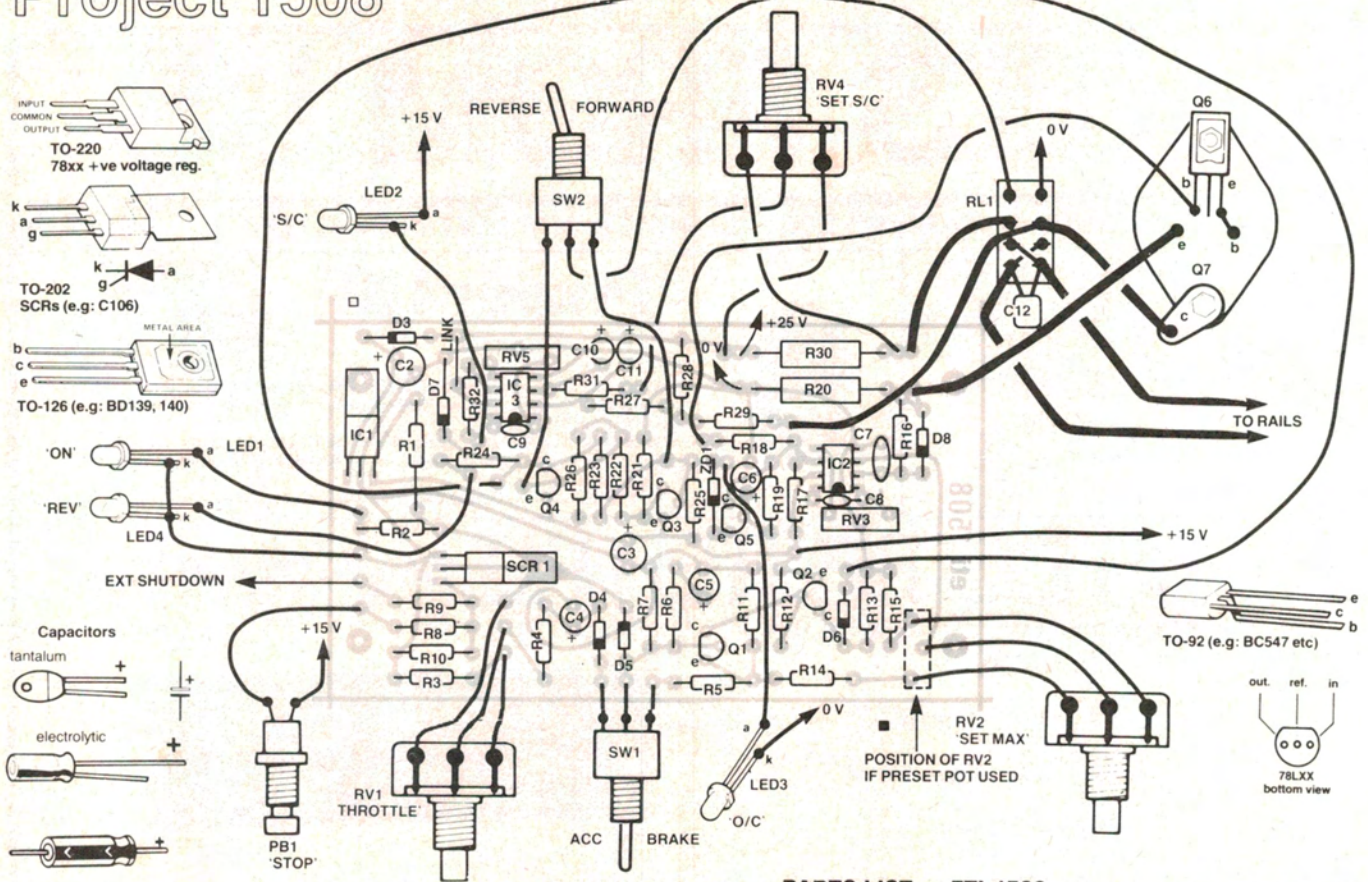 Project 1508
INPUT
COMMON
OUTPUT
TO-220
78xx +ve voltage reg.
k
a
g
k
a
g
TO-202
SCRs (e.g: C106)
METAL AREA
b
c
e
TO-126 (e.g: BD139, 140)
'ON'
a
k
LED1
'REV'
a
k
LED4
EXT SHUTDOWN
Capacitors
tantalum
+
+
electrolytic
+
+
+15 V
PB1
'STOP'
LED2
'S/C'
+15 V
a
k
REVERSE
FORWARD
SW2
RV4
'SET S/C'
RL1
0 V
C12
Q6
b
e
e
b
Q7
c
TO RAILS
D3
LINK
+
C2
D7
R32
RV5
IC
3
C9
+
+
C10
C11
R31
R27
R28
0 V
+25 V
R30
R20
R29
R18
IC1
R1
R24
c
e
Q4
R26
R23
R22
R21
c
e
Q3
R25
ZD1
c
e
Q5
C6
+
R19
R17
IC2
C7
C8
RV3
R16
D8
R2
SCR 1
+
C3
+15 V
eti 1508
R9
R8
R10
R3
R4
C4
+
D4
D5
R7
R6
C5
+
R11
R12
Q2
e
c
D6
R13
R15
c
e
Q1
R5
R14
RV1
THROTTLE'
SW1
ACC
BRAKE
a
k
LED3
'O/C'
0 V
POSITION OF RV2
IF PRESET POT USED
RV2
'SET MAX'
e
c
b
TO-92 (e.g: BC547 etc)
out.
ref.
in
78LXX
bottom view